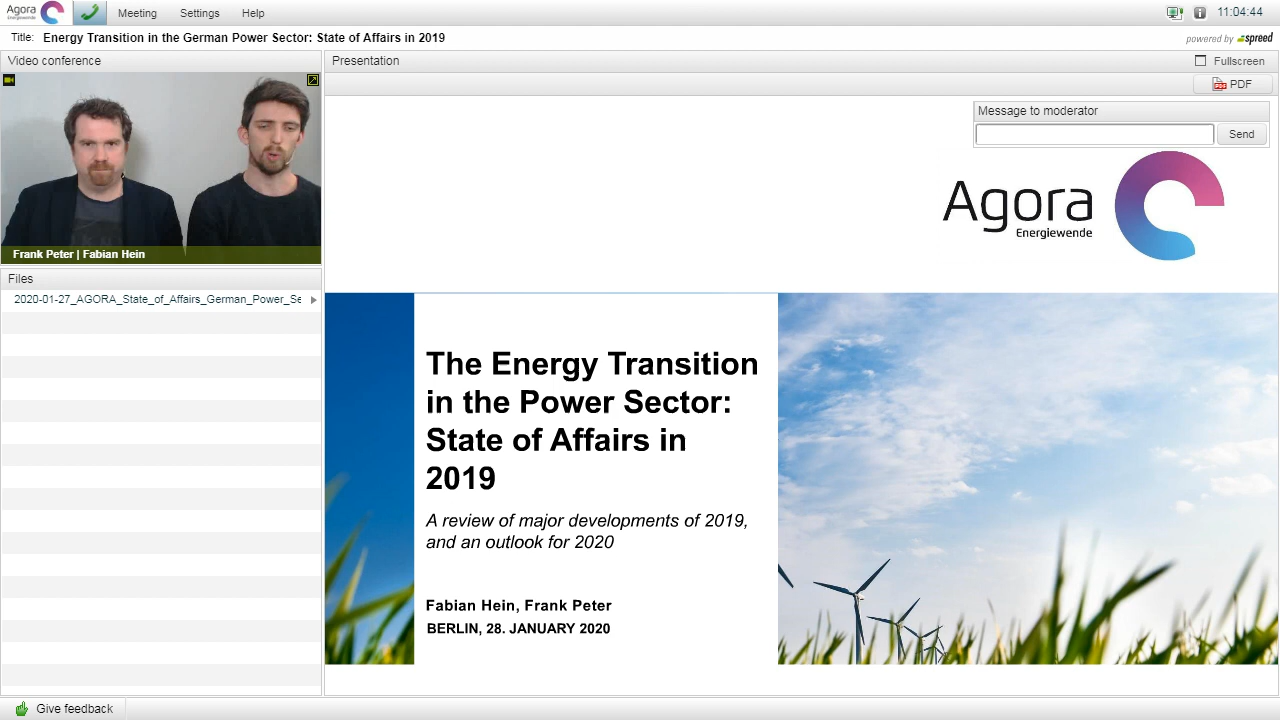 Agora
Energiewende
Meeting
Settings
Help
11:04:44
Title: Energy Transition in the German Power Sector: State of Affairs in 2019
powered by spreed
Video conference
Presentation
Fullscreen
PDF
Message to moderator
Send
Agora
Energiewende
Frank Peter | Fabian Hein
Files
2020-01-27_AGORA_State_of_Affairs_German_Power_Se
The Energy Transition
in the Power Sector:
State of Affairs in
2019
A review of major developments of 2019,
and an outlook for 2020
Fabian Hein, Frank Peter
BERLIN, 28. JANUARY 2020
Give feedback